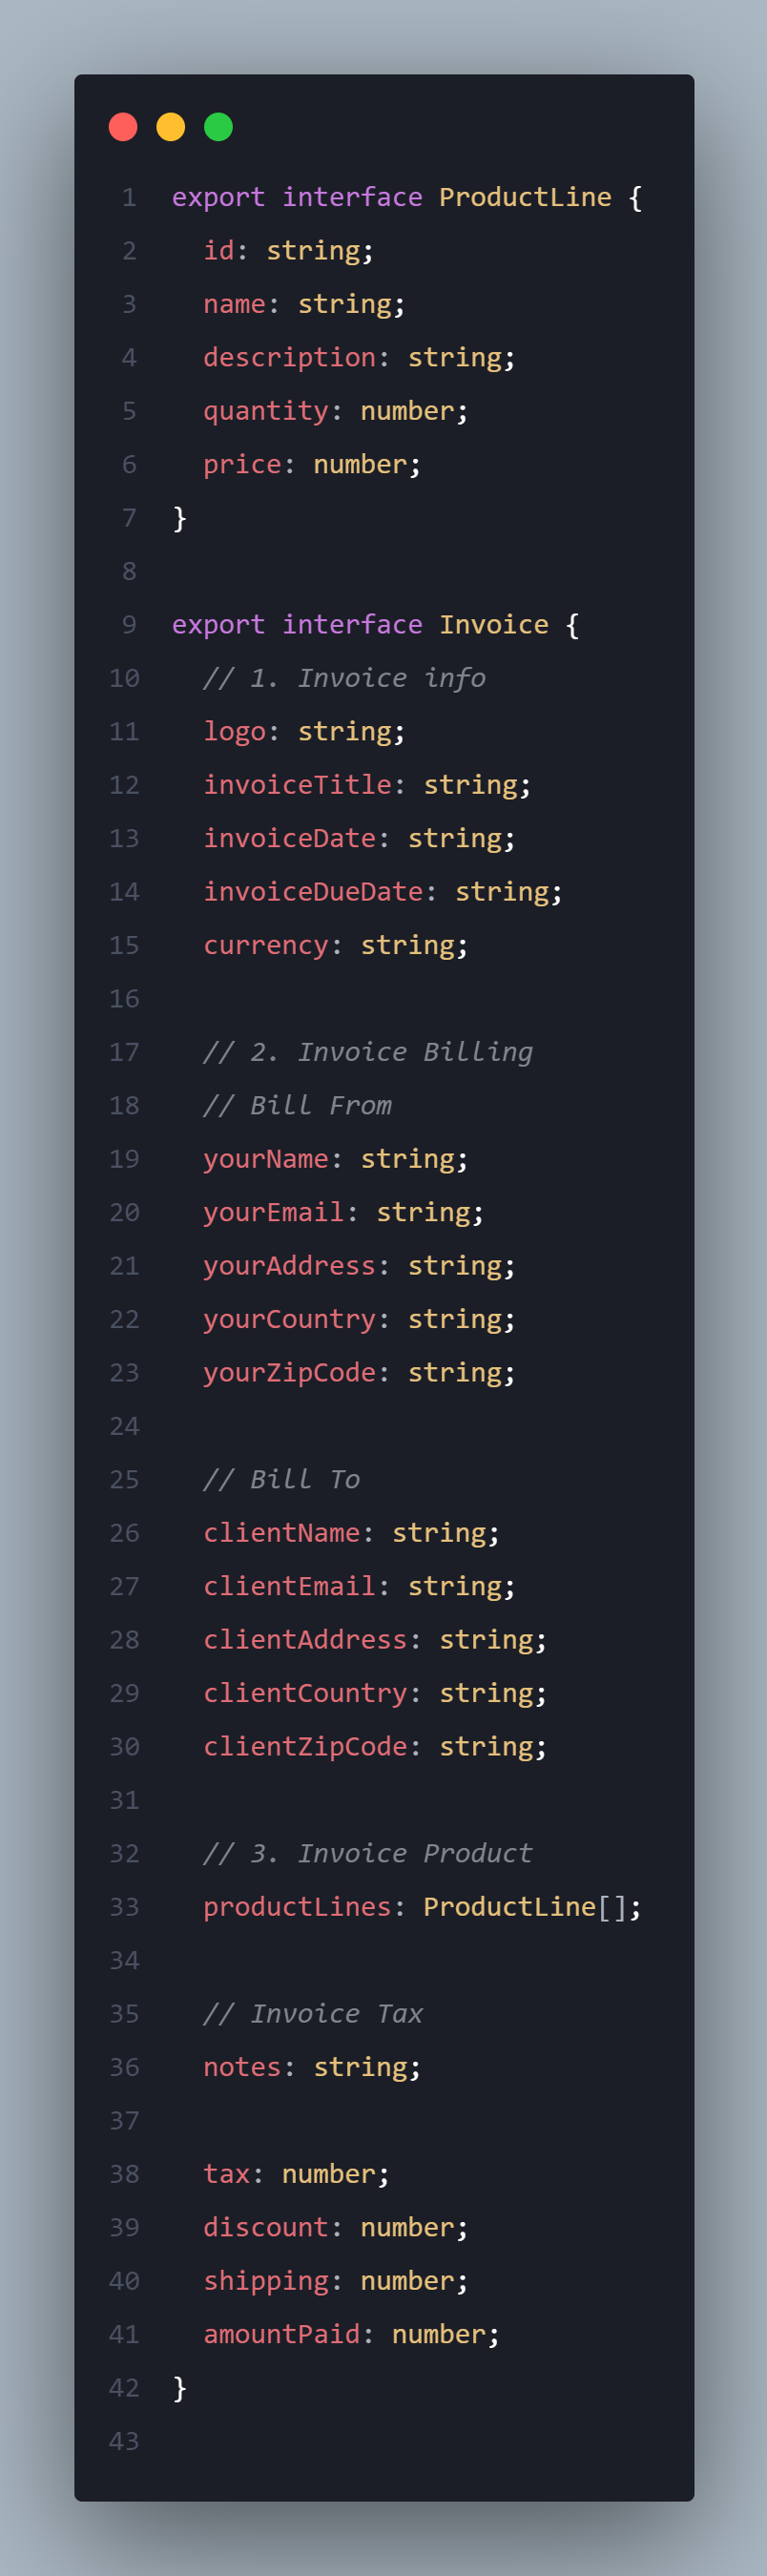 1 export interface ProductLine {
2   id: string;
3   name: string;
4   description: string;
5   quantity: number;
6   price: number;
7 }
8
9 export interface Invoice {
10   // 1. Invoice info
11   logo: string;
12   invoiceTitle: string;
13   invoiceDate: string;
14   invoiceDueDate: string;
15   currency: string;
16
17   // 2. Invoice Billing
18   // Bill From
19   yourName: string;
20   yourEmail: string;
21   yourAddress: string;
22   yourCountry: string;
23   yourZipCode: string;
24
25   // Bill To
26   clientName: string;
27   clientEmail: string;
28   clientAddress: string;
29   clientCountry: string;
30   clientZipCode: string;
31
32   // 3. Invoice Product
33   productLines: ProductLine[];
34
35   // Invoice Tax
36   notes: string;
37
38   tax: number;
39   discount: number;
40   shipping: number;
41   amountPaid: number;
42 }
43